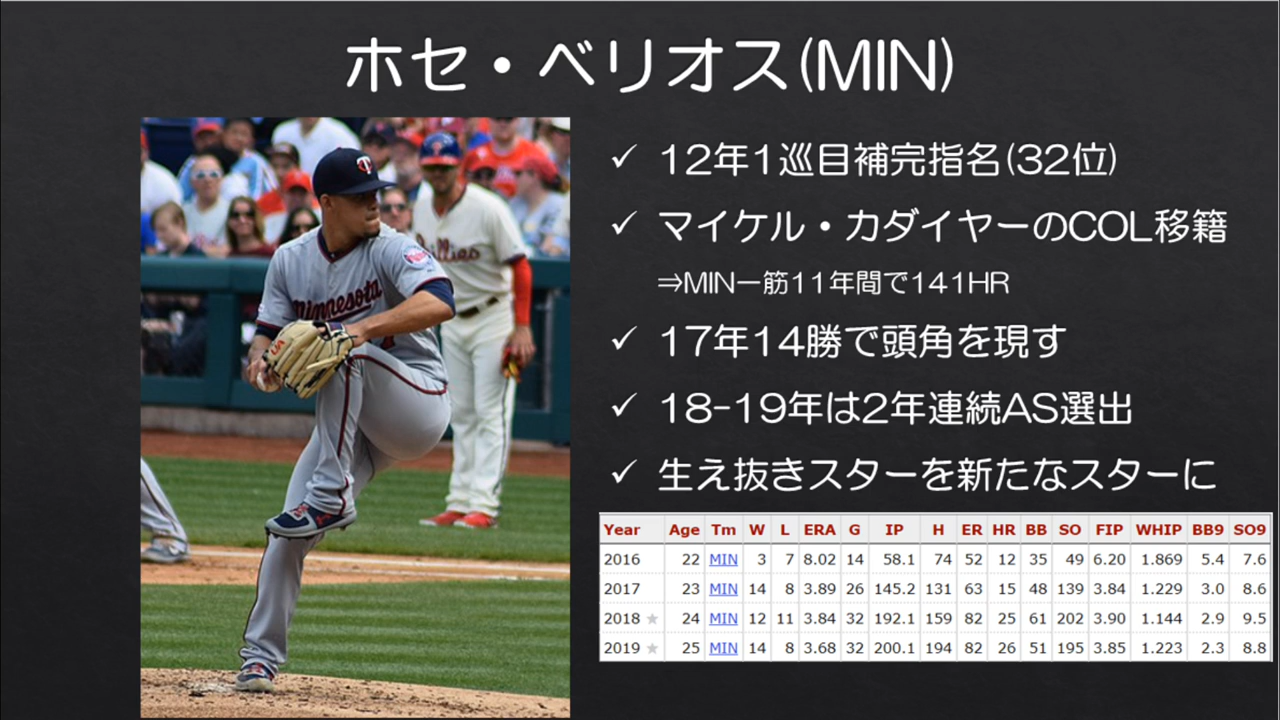 ホセ・ベリオス(MIN)
✓ 12年1巡目補完指名(32位)
✓ マイケル・カダイヤーのCOL移籍
⇒MIN一筋11年間で141HR
✓ 17年14勝で頭角を現す
✓ 18-19年は2年連続AS選出
✓ 生え抜きスターを新たなスターに
Year Age Tm W L ERA G IP H ER HR BB SO FIP WHIP BB9 SO9
2016 22 MIN 3 7 8.02 14 58.1 74 52 12 35 49 6.20 1.869 5.4 7.6
2017 23 MIN 14 8 3.89 26 145.2 131 63 15 48 139 3.84 1.229 3.0 8.6
2018 ★ 24 MIN 12 11 3.84 32 192.1 159 82 25 61 202 3.90 1.144 2.9 9.5
2019 ★ 25 MIN 14 8 3.68 32 200.1 194 82 26 51 195 3.85 1.223 2.3 8.8
Minnesota
Phillies